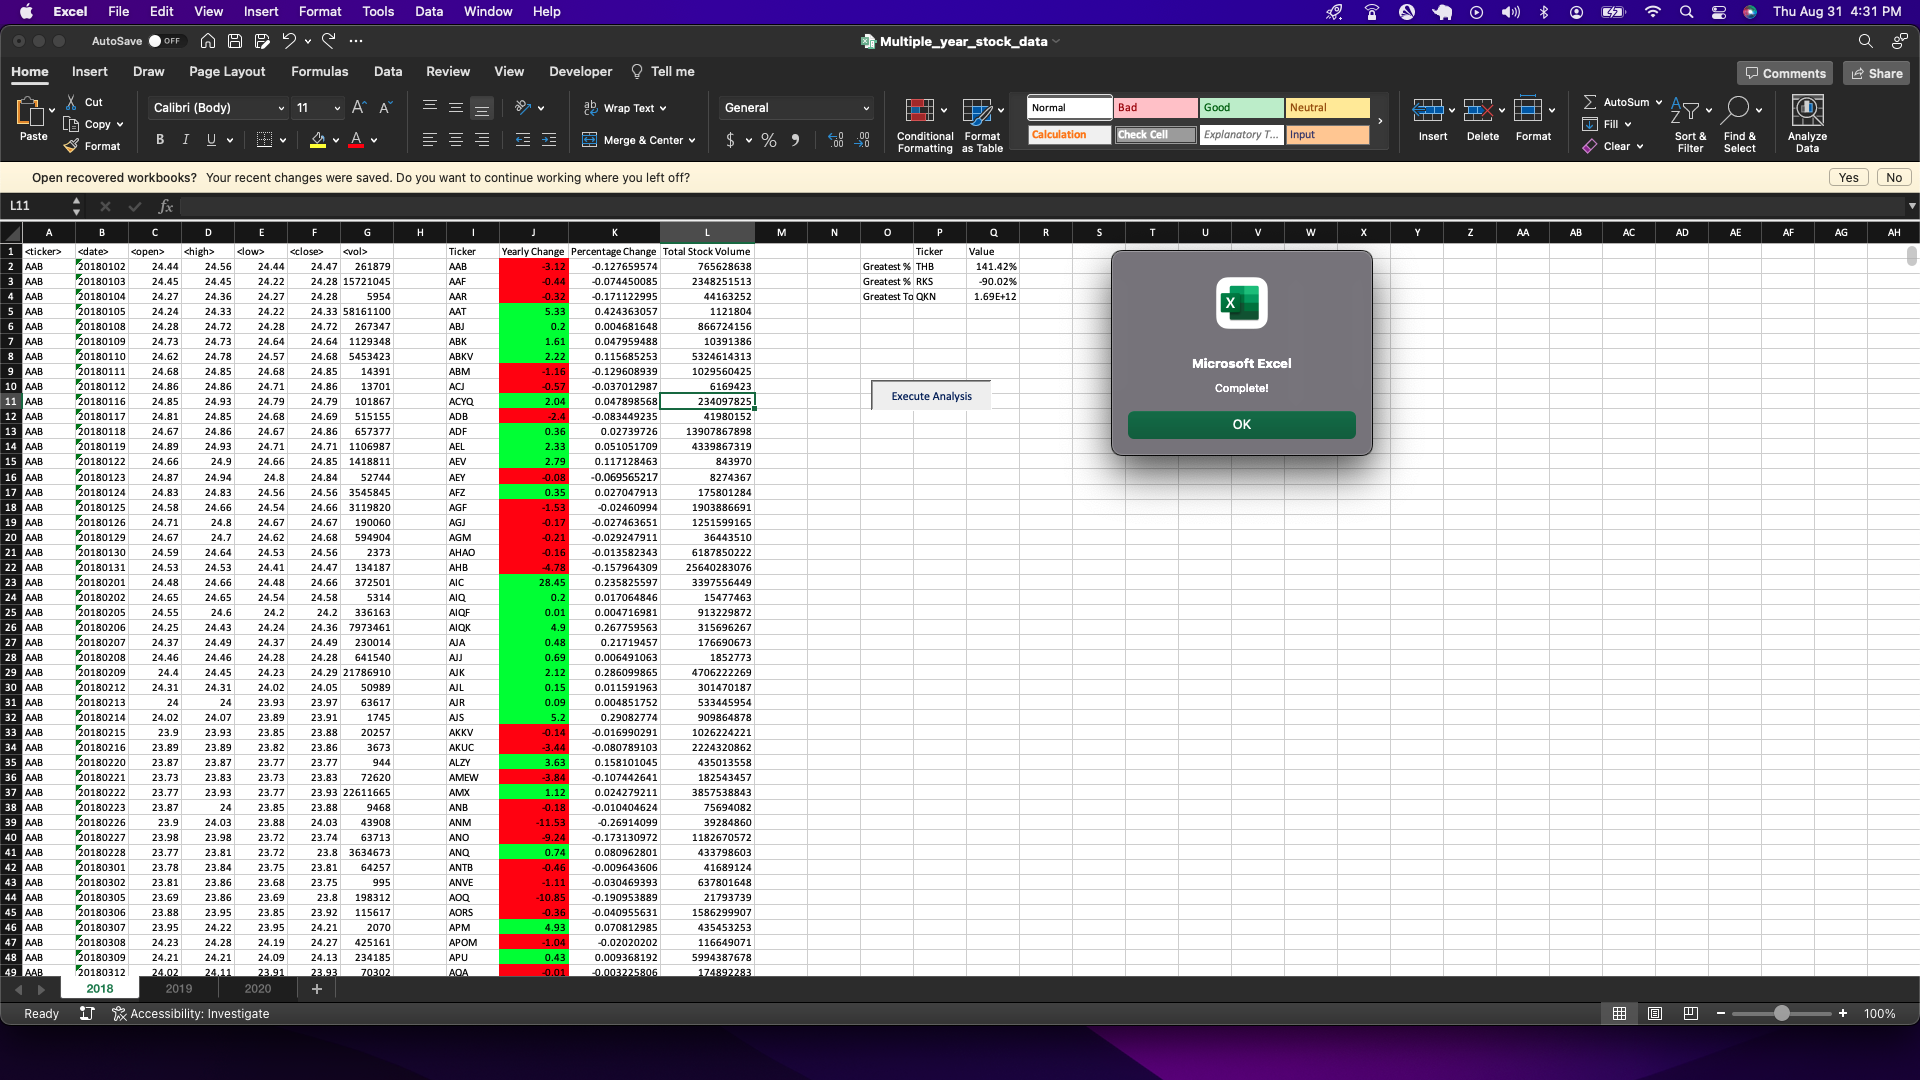 Excel File Edit View Insert Format Tools Data Window Help Thu Aug 31 4:31 PM
AutoSave OFF Multiple_year_stock_data
Home Insert Draw Page Layout Formulas Data Review View Developer Tell me Comments Share
Paste Cut Copy Format
Calibri (Body) 11
B I U
Wrap Text
Merge & Center
General
$ % 9
Conditional Formatting
Format as Table
Normal Bad Good Neutral
Calculation Check Cell Explanatory T... Input
Insert Delete Format
AutoSum Fill Clear
Sort & Filter
Find & Select
Analyze Data
Open recovered workbooks? Your recent changes were saved. Do you want to continue working where you left off? Yes No
L11 fx
A B C D E F G H I J K L M N O P Q R S T U V W X Y Z AA AB AC AD AE AF AG AH
1 <ticker> <date> <open> <high> <low> <close> <vol> Ticker Yearly Change Percentage Change Total Stock Volume Ticker Value
2 AAB 20180102 24.44 24.56 24.44 24.47 261879 AAB -3.12 -0.127659574 765628638 Greatest % THB 141.42%
3 AAB 20180103 24.45 24.45 24.22 24.28 15721045 AAF -0.44 -0.074450085 2348251513 Greatest % RKS -90.02%
4 AAB 20180104 24.27 24.36 24.27 24.28 5954 AAR -0.32 -0.171122995 44163252 Greatest To QKN 1.69E+12
5 AAB 20180105 24.24 24.33 24.22 24.33 58161100 AAT 5.33 0.424363057 1121804
6 AAB 20180108 24.28 24.72 24.28 24.72 267347 ABJ 0.2 0.004681648 866724156
7 AAB 20180109 24.73 24.73 24.64 24.64 1129348 ABK 1.61 0.047959488 10391386
8 AAB 20180110 24.62 24.78 24.57 24.68 5453423 ABKV 2.22 0.115685253 5324614313
9 AAB 20180111 24.68 24.85 24.68 24.85 14391 ABM -1.16 -0.129608939 1029560425
10 AAB 20180112 24.86 24.86 24.71 24.86 13701 ACJ -0.57 -0.037012987 6169423
11 AAB 20180116 24.85 24.93 24.79 24.79 101867 ACYQ 2.04 0.047898568 234097825
12 AAB 20180117 24.81 24.85 24.68 24.69 515155 ADB -2.4 -0.083449235 41980152
13 AAB 20180118 24.67 24.86 24.67 24.86 657377 ADF 0.36 0.02739726 13907867898
14 AAB 20180119 24.89 24.93 24.71 24.71 1106987 AEL 2.33 0.051051709 4339867319
15 AAB 20180122 24.66 24.9 24.66 24.85 1418811 AEV 2.79 0.117128463 843970
16 AAB 20180123 24.87 24.94 24.8 24.84 52744 AEY -0.08 -0.069565217 8274367
17 AAB 20180124 24.83 24.83 24.56 24.56 3545845 AFZ 0.35 0.027047913 175801284
18 AAB 20180125 24.58 24.66 24.54 24.66 3119820 AGF -1.53 -0.02460994 1903886691
19 AAB 20180126 24.71 24.8 24.67 24.67 190060 AGJ -0.17 -0.027463651 1251599165
20 AAB 20180129 24.67 24.7 24.62 24.68 594904 AGM -0.21 -0.029247911 36443510
21 AAB 20180130 24.59 24.64 24.53 24.56 2373 AHAO -0.16 -0.013582343 6187850222
22 AAB 20180131 24.53 24.53 24.41 24.47 134187 AHB -4.78 -0.157964309 25640283076
23 AAB 20180201 24.48 24.66 24.48 24.66 372501 AIC 28.45 0.235825597 3397556449
24 AAB 20180202 24.65 24.65 24.54 24.58 5314 AIQ 0.2 0.017064846 15477463
25 AAB 20180205 24.55 24.6 24.2 24.2 336163 AIQF 0.01 0.004716981 913229872
26 AAB 20180206 24.25 24.43 24.24 24.36 7973461 AIQK 4.9 0.267759563 315696267
27 AAB 20180207 24.37 24.49 24.37 24.49 230014 AJA 0.48 0.21719457 176690673
28 AAB 20180208 24.46 24.46 24.28 24.28 641540 AJJ 0.69 0.006491063 1852773
29 AAB 20180209 24.4 24.45 24.23 24.29 21786910 AJK 2.12 0.286099865 4706222269
30 AAB 20180212 24.31 24.31 24.02 24.05 50989 AJL 0.15 0.011591963 301470187
31 AAB 20180213 24 24 23.93 23.97 63617 AJR 0.09 0.004851752 533445954
32 AAB 20180214 24.02 24.07 23.89 23.91 1745 AJS 5.2 0.29082774 909864878
33 AAB 20180215 23.9 23.93 23.85 23.88 20257 AKKV -0.14 -0.016990291 1026224221
34 AAB 20180216 23.89 23.89 23.82 23.86 3673 AKUC -3.44 -0.080789103 2224320862
35 AAB 20180220 23.87 23.87 23.77 23.77 944 ALZY 3.63 0.158101045 435013558
36 AAB 20180221 23.73 23.83 23.73 23.83 72620 AMEW -3.84 -0.107442641 182543457
37 AAB 20180222 23.77 23.93 23.77 23.93 22611665 AMX 1.12 0.024279211 3857538843
38 AAB 20180223 23.87 24 23.85 23.88 9468 ANB -0.18 -0.010404624 75694082
39 AAB 20180226 23.9 24.03 23.88 24.03 43908 ANM -11.53 -0.26914099 39284860
40 AAB 20180227 23.98 23.98 23.72 23.74 63713 ANO -9.24 -0.173130972 1182670572
41 AAB 20180228 23.77 23.81 23.72 23.8 3634673 ANQ 0.74 0.080962801 433798603
42 AAB 20180301 23.78 23.84 23.75 23.81 64257 ANTB -0.46 -0.009643606 41689124
43 AAB 20180302 23.81 23.86 23.68 23.75 995 ANVE -1.11 -0.030469393 637801648
44 AAB 20180305 23.69 23.86 23.69 23.8 198312 AOQ -10.85 -0.190953889 21793739
45 AAB 20180306 23.88 23.95 23.85 23.92 115617 AORS -0.36 -0.040955631 1586299907
46 AAB 20180307 23.95 24.22 23.95 24.21 2070 APM 4.93 0.070812985 435453253
47 AAB 20180308 24.23 24.28 24.19 24.27 425161 APOM -1.04 -0.02020202 116649071
48 AAB 20180309 24.21 24.21 24.09 24.13 234185 APU 0.43 0.009368192 5994387678
49 AAB 20180312 24.02 24.11 23.91 23.93 70302 AQA -0.01 -0.003225806 174892283
Execute Analysis
Microsoft Excel
Complete!
OK
2018 2019 2020 +
Ready Accessibility: Investigate 100%